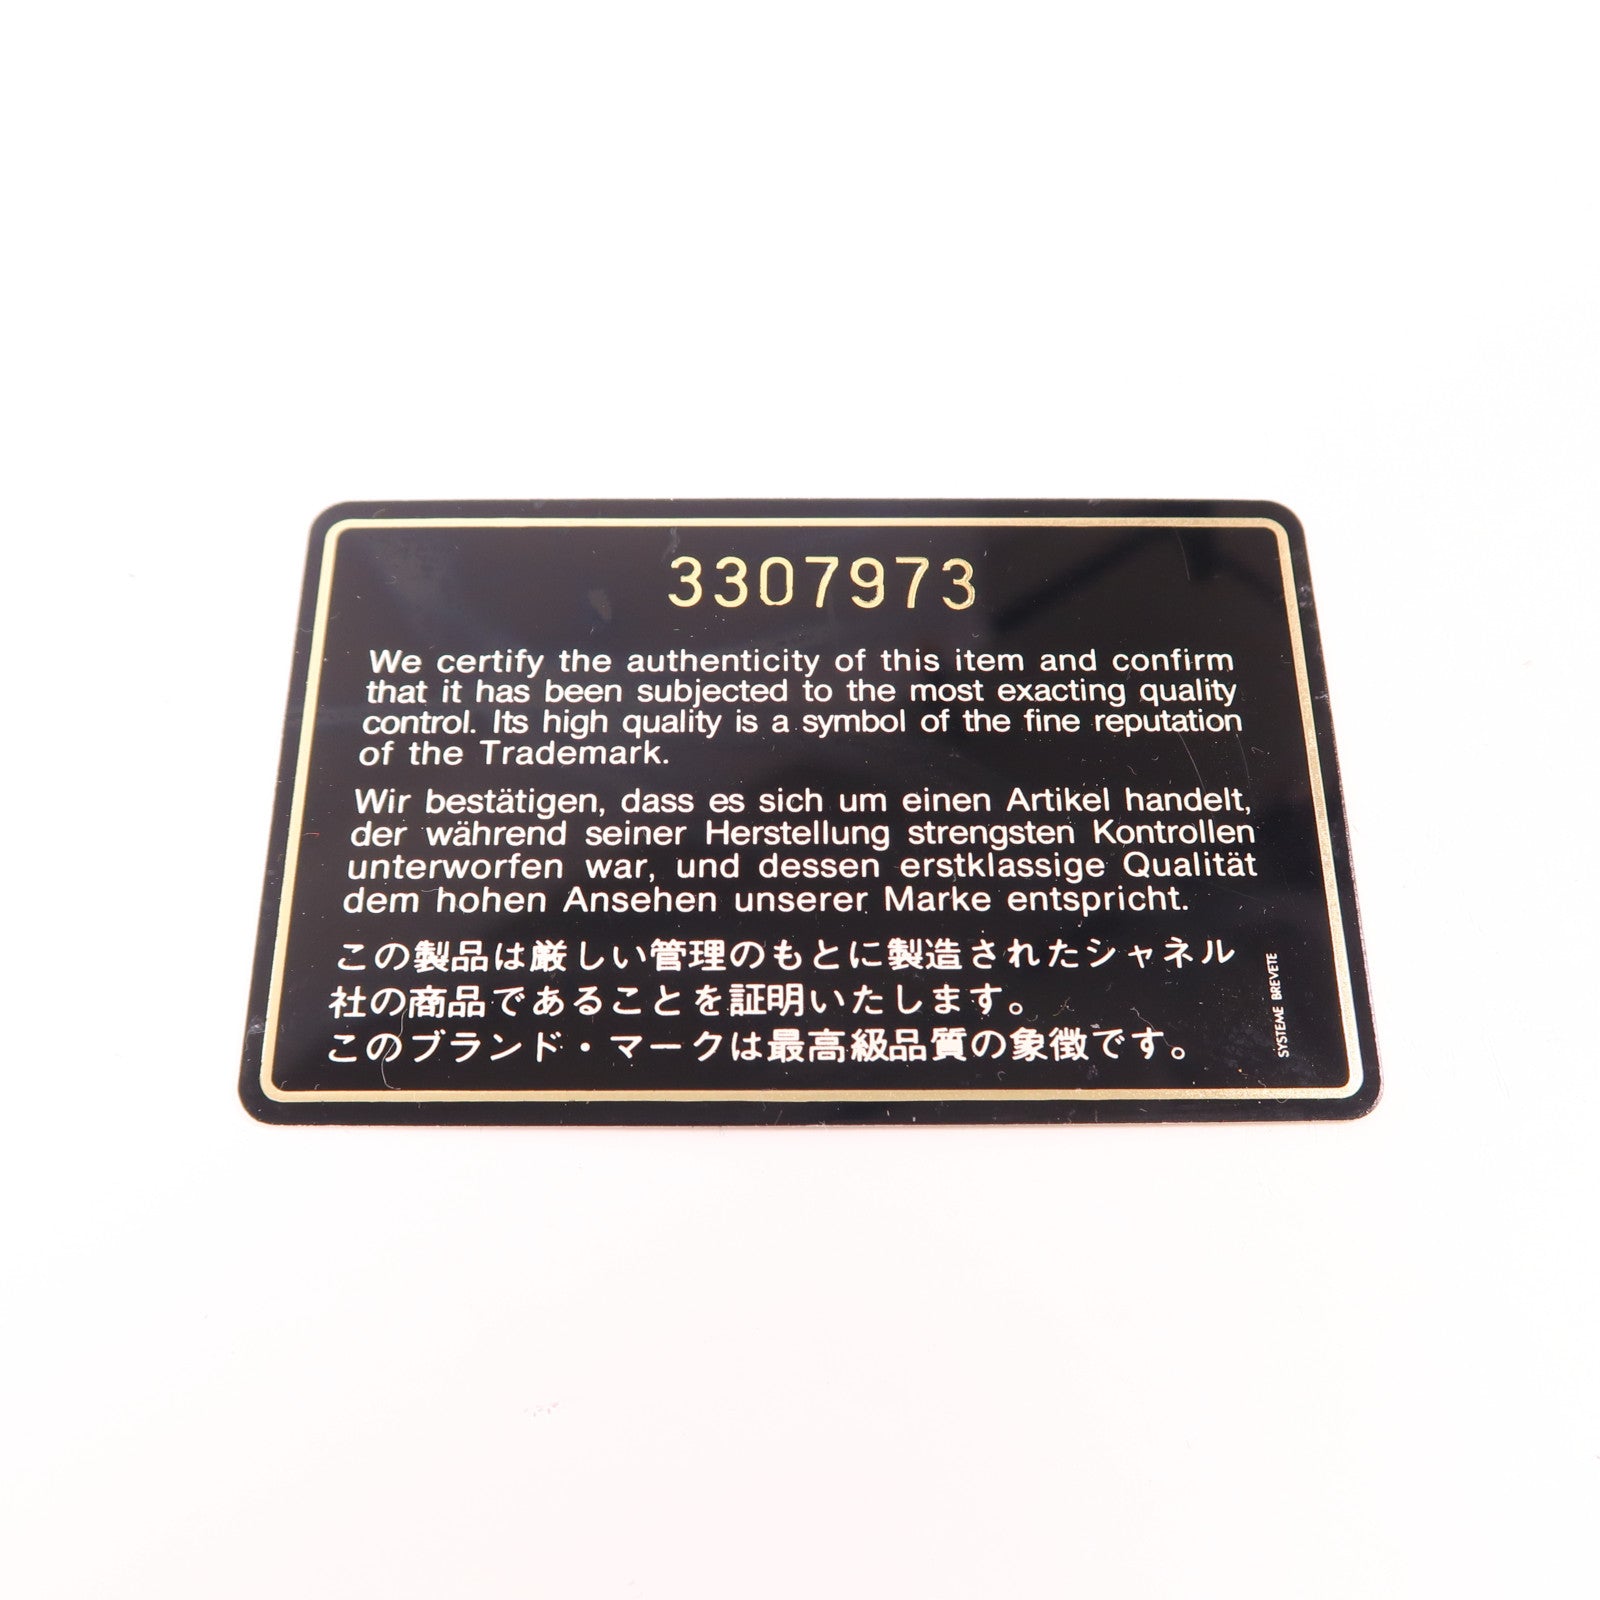 3307973
We certify the authenticity of this item and confirm
that it has been subjected to the most exacting quality
control. Its high quality is a symbol of the fine reputation
of the Trademark.
Wir bestätigen, dass es sich um einen Artikel handelt,
der während seiner Herstellung strengsten Kontrollen
unterworfen war, und dessen erstklassige Qualität
dem hohen Ansehen unserer Marke entspricht.
この製品は厳しい管理のもとに製造されたシャネル
社の商品であることを証明いたします。
このブランド・マークは最高級品質の象徴です。
SYSTEME BREVETE